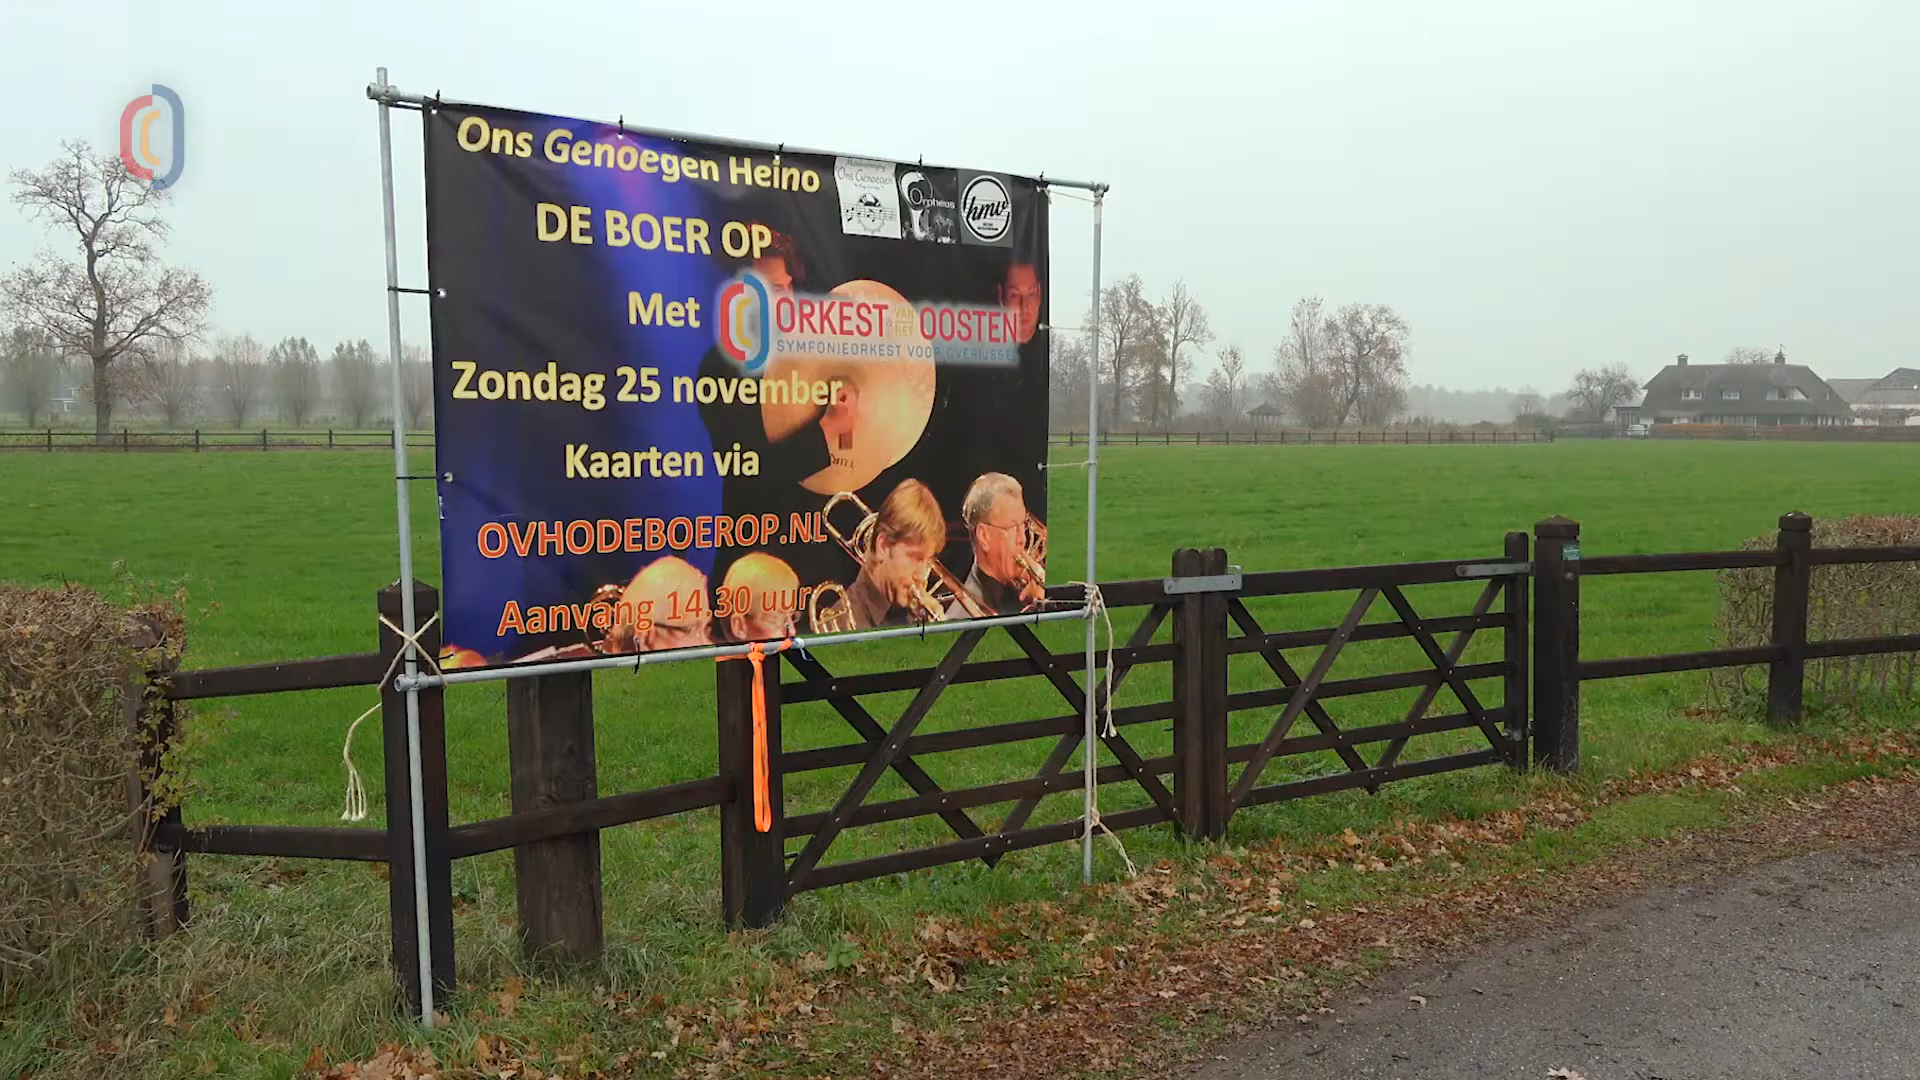 Ons Genoegen Heino
Ons Genoegen
Orpheus
hmv
DE BOER OP
Met ORKEST VAN HET OOSTEN
SYMFONIEORKEST VOOR OVERIJSSEL
Zondag 25 november
Kaarten via
OVHODEBOEROP.NL
Aanvang 14.30 uur